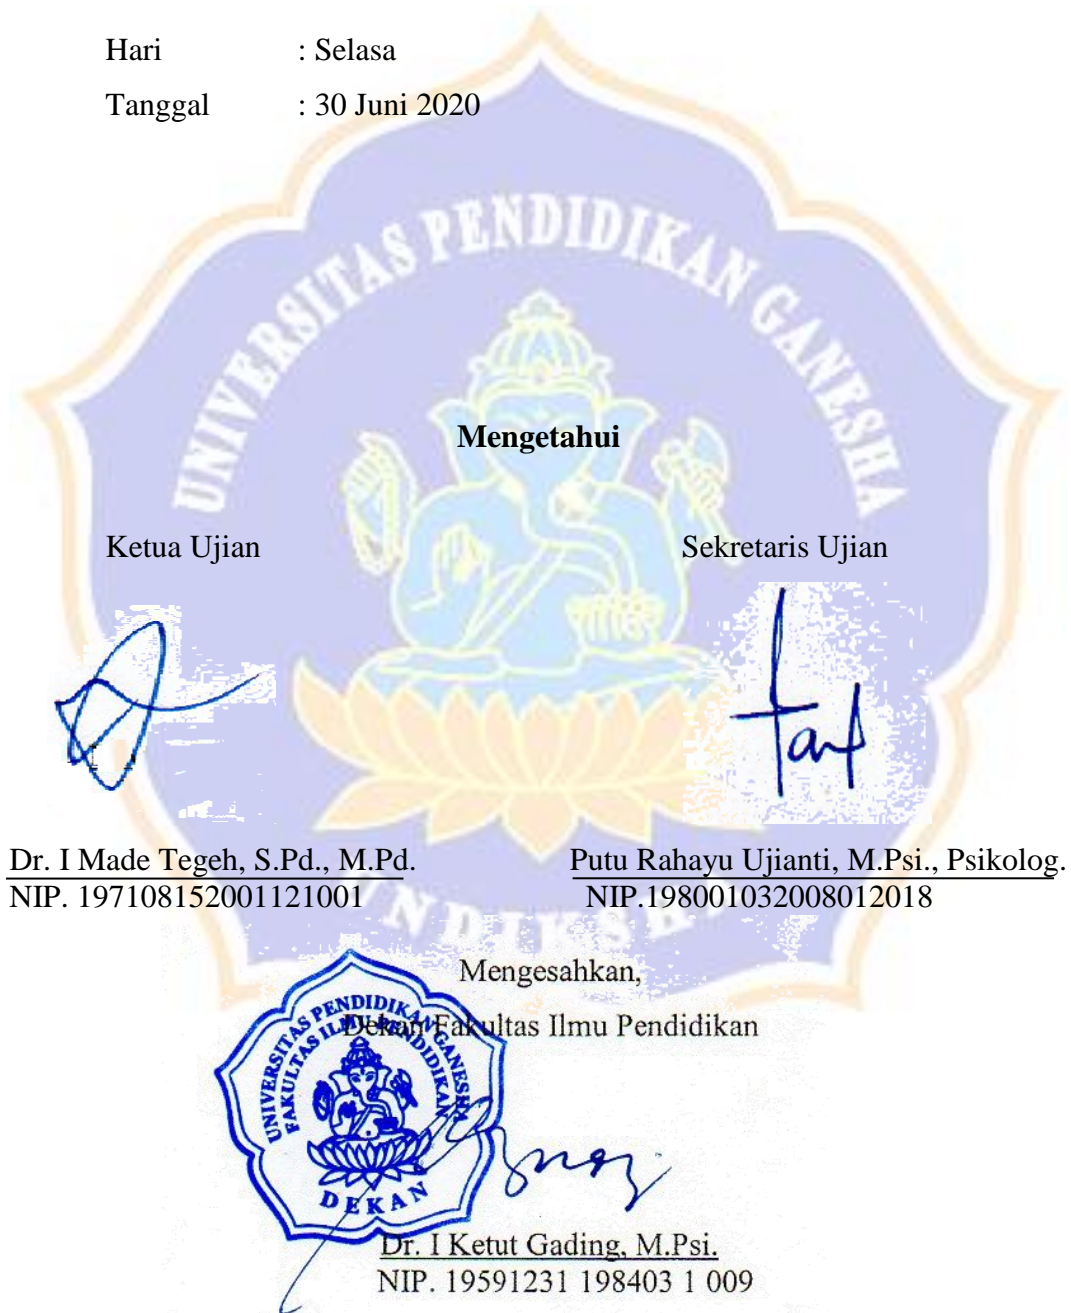 Hari : Selasa
Tanggal : 30 Juni 2020
UNIVERSITAS PENDIDIKAN GANESHA
Mengetahui
Ketua Ujian Sekretaris Ujian
Dr. I Made Tegeh, S.Pd., M.Pd. Putu Rahayu Ujianti, M.Psi., Psikolog.
NIP. 197108152001121001 NIP.198001032008012018
UNDIKSHA
Mengesahkan,
Dekan Fakultas Ilmu Pendidikan
UNIVERSITAS PENDIDIKAN GANESHA
FAKULTAS ILMU PENDIDIKAN
DEKAN
Dr. I Ketut Gading, M.Psi.
NIP. 19591231 198403 1 009